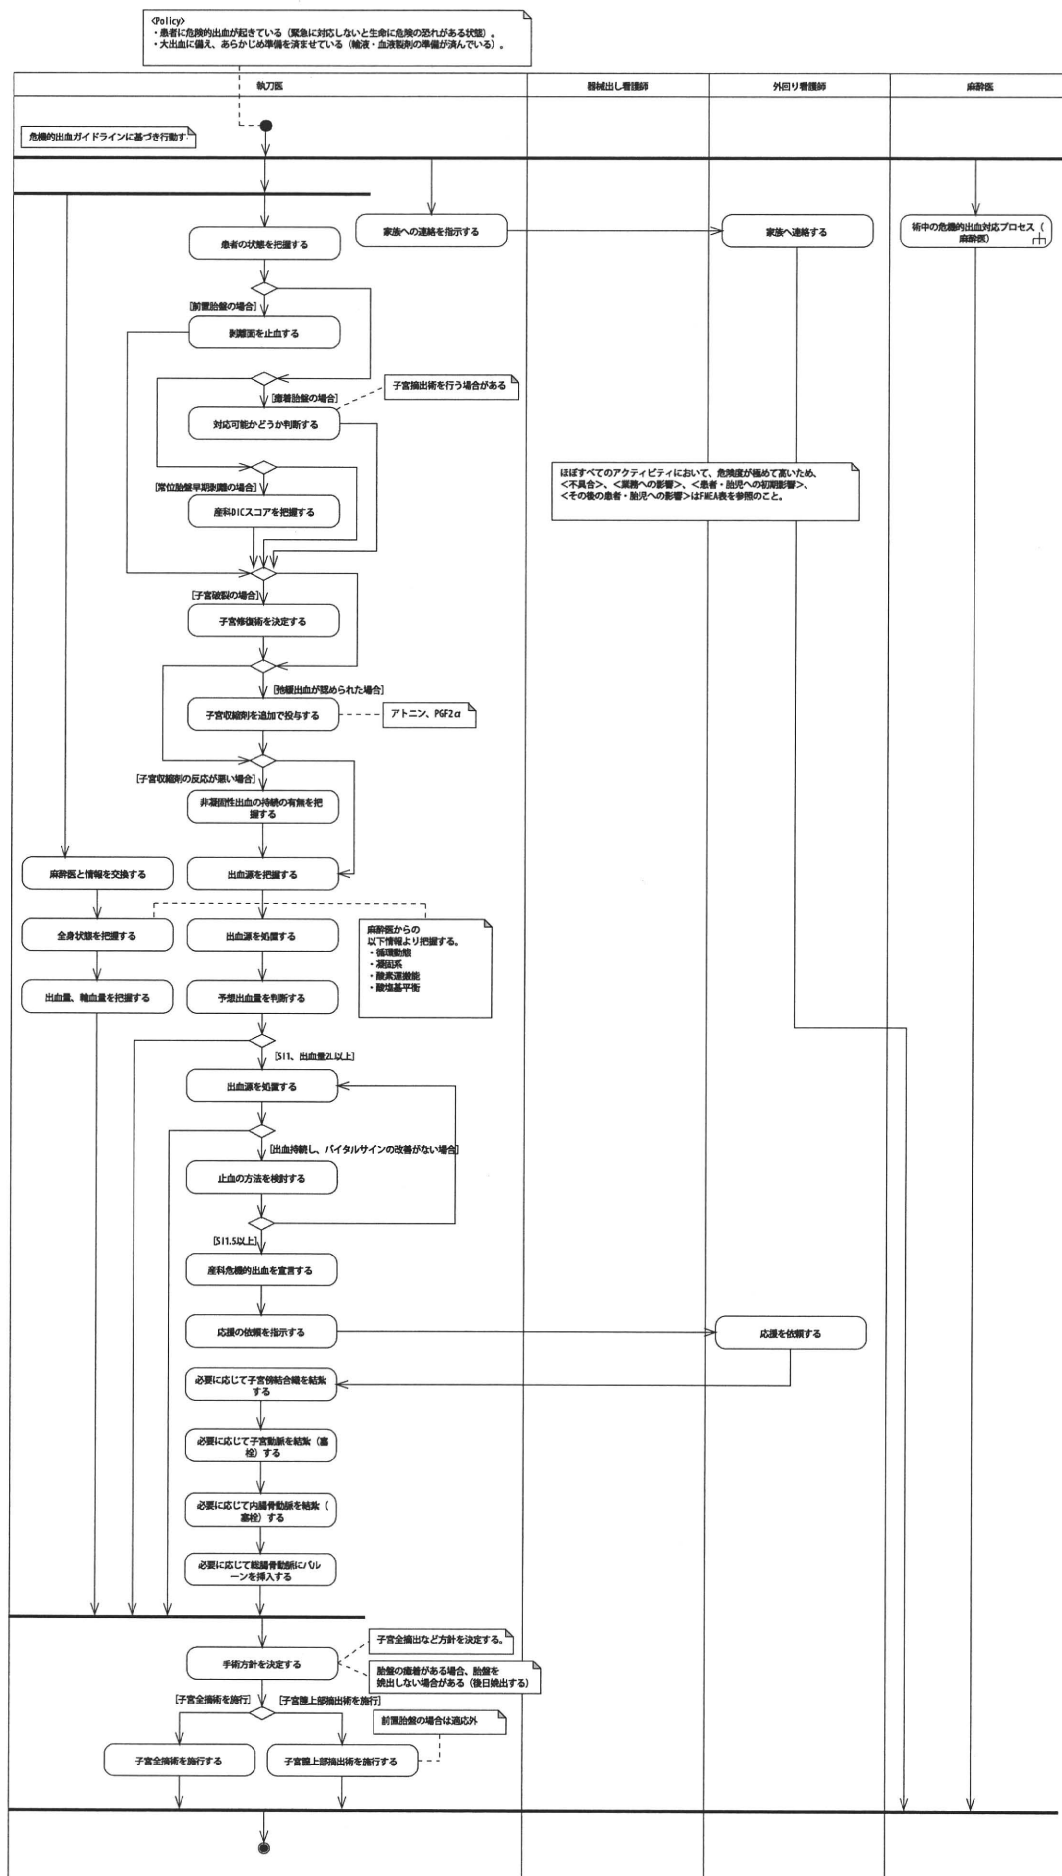 <Policy>
・患者に危険的出血が起きている（緊急に対応しないと生命に危険の恐れがある状態）。
・大出血に備え、あらかじめ準備を済ませている（輸液・血液製剤の準備が済んでいる）。
執刀医
器械出し看護師
外回り看護師
麻酔医
危機的出血ガイドラインに基づき行動す
家族への連絡を指示する
家族へ連絡する
術中の危機的出血対応プロセス（
麻酔医）
患者の状態を把握する
[前置胎盤の場合]
剥離面を止血する
子宮摘出術を行う場合がある
[癒着胎盤の場合]
対応可能かどうか判断する
ほぼすべてのアクティビティにおいて、危険度が極めて高いため、
＜不具合＞、＜業務への影響＞、＜患者・胎児への初期影響＞、
＜その後の患者・胎児への影響＞はFMEA表を参照のこと。
[常位胎盤早期剥離の場合]
産科DICスコアを把握する
[子宮破裂の場合]
子宮修復術を決定する
[弛緩出血が認められた場合]
子宮収縮剤を追加で投与する
アトニン、PGF2α
[子宮収縮剤の反応が悪い場合]
非凝固性出血の持続の有無を把
握する
麻酔医と情報を交換する
出血源を把握する
全身状態を把握する
出血源を処置する
麻酔医からの
以下情報より把握する。
・循環動態
・凝固系
・酸素運搬能
・酸塩基平衡
出血量、輸血量を把握する
予想出血量を判断する
[SI1、出血量2L以上]
出血源を処置する
[出血持続し、バイタルサインの改善がない場合]
止血の方法を検討する
[SI1.5以上]
産科危機的出血を宣言する
応援の依頼を指示する
応援を依頼する
必要に応じて子宮傍結合織を結紮
する
必要に応じて子宮動脈を結紮（塞
栓）する
必要に応じて内腸骨動脈を結紮（
塞栓）する
必要に応じて総腸骨動脈にバル
ーンを挿入する
子宮全摘出など方針を決定する。
手術方針を決定する
胎盤の癒着がある場合、胎盤を
娩出しない場合がある（後日娩出する）
[子宮全摘術を施行]
[子宮腟上部摘出術を施行]
前置胎盤の場合は適応外
子宮全摘術を施行する
子宮腟上部摘出術を施行する